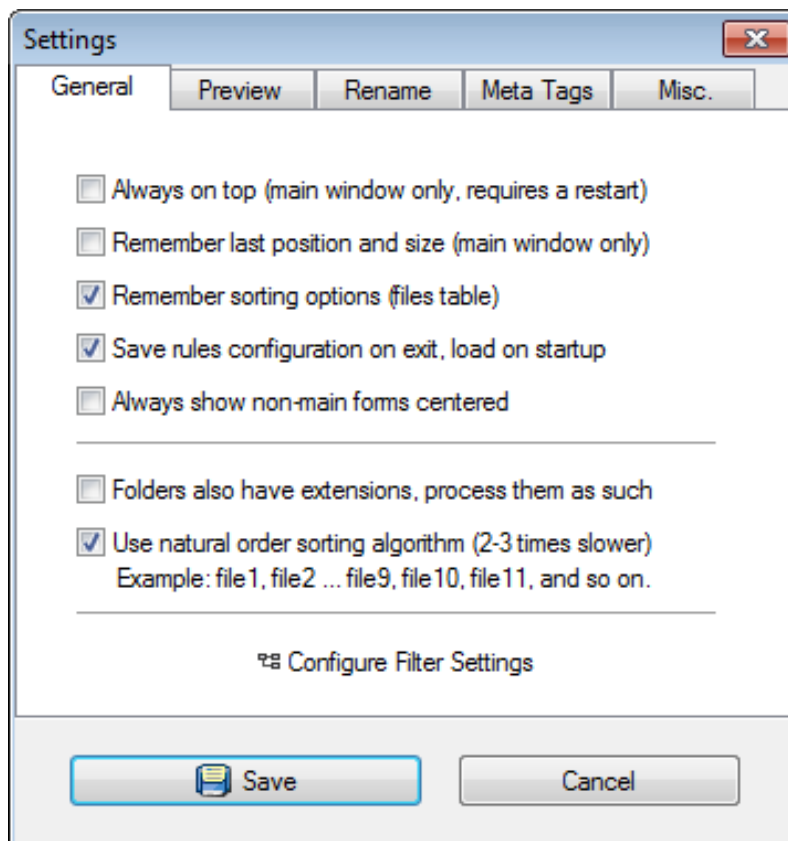 Settings
General Preview Rename Meta Tags Misc.
Always on top (main window only, requires a restart)
Remember last position and size (main window only)
Remember sorting options (files table)
Save rules configuration on exit, load on startup
Always show non-main forms centered
Folders also have extensions, process them as such
Use natural order sorting algorithm (2-3 times slower)
Example: file1, file2 ... file9, file10, file11, and so on.
Configure Filter Settings
Save Cancel